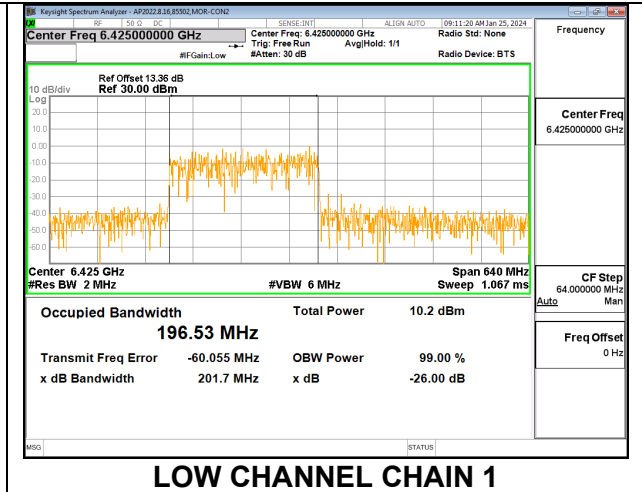 Keysight Spectrum Analyzer - AP2022.8.16,85502,MOR-CON2
RF 50 Ω DC SENSE:INT ALIGN AUTO 09:11:20 AM Jan 25, 2024
Center Freq 6.425000000 GHz Center Freq: 6.425000000 GHz Radio Std: None Frequency
Trig: Free Run Avg|Hold: 1/1
#IFGain:Low #Atten: 30 dB Radio Device: BTS
Ref Offset 13.36 dB
10 dB/div Ref 30.00 dBm
Log
20.0
10.0
0.00
-10.0
-20.0
-30.0
-40.0
-50.0
-60.0
Center Freq
6.425000000 GHz
Center 6.425 GHz Span 640 MHz
#Res BW 2 MHz #VBW 6 MHz Sweep 1.067 ms
CF Step
64.000000 MHz
Auto Man
Occupied Bandwidth Total Power 10.2 dBm
196.53 MHz
Freq Offset
0 Hz
Transmit Freq Error -60.055 MHz OBW Power 99.00 %
x dB Bandwidth 201.7 MHz x dB -26.00 dB
MSG STATUS
LOW CHANNEL CHAIN 1